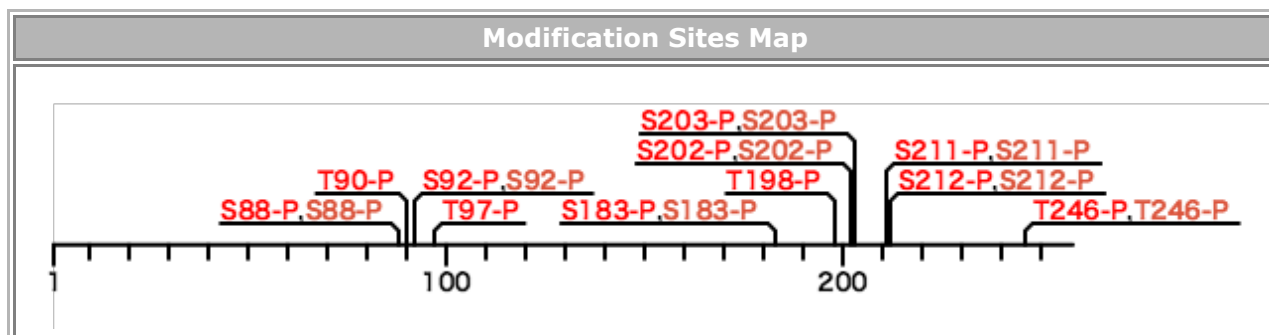 Modification Sites Map
S203-P,S203-P
S202-P,S202-P S211-P,S211-P
T90-P S92-P,S92-P T198-P S212-P,S212-P
S88-P,S88-P T97-P S183-P,S183-P T246-P,T246-P
1 100 200